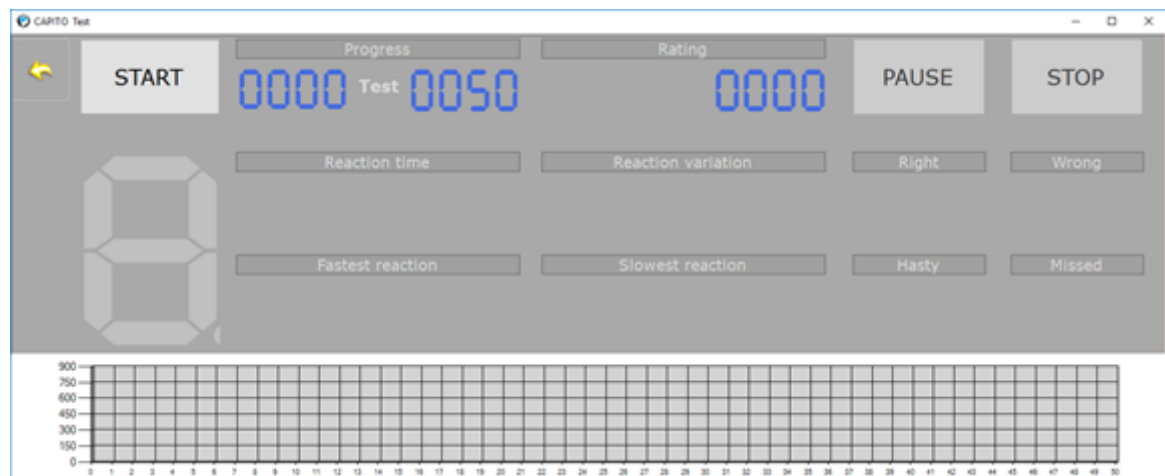 CAPITO Test
START
Progress
0000 Test 0050
Rating
0000
PAUSE
STOP
Reaction time
Reaction variation
Right
Wrong
Fastest reaction
Slowest reaction
Hasty
Missed
900
750
600
450
300
150
0
0 1 2 3 4 5 6 7 8 9 10 11 12 13 14 15 16 17 18 19 20 21 22 23 24 25 26 27 28 29 30 31 32 33 34 35 36 37 38 39 40 41 42 43 44 45 46 47 48 49 50